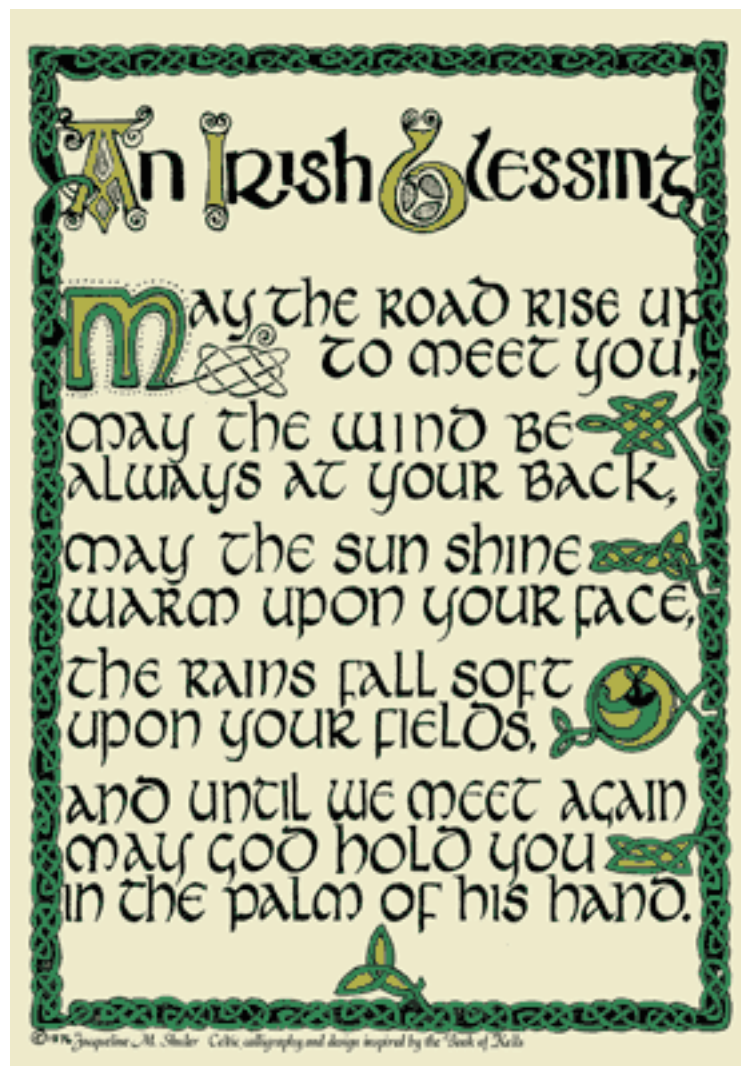 An Irish Blessing
May the road rise up
to meet you,
may the wind be
always at your back,
may the sun shine
warm upon your face,
the rains fall soft
upon your fields,
and until we meet again
may God hold you
in the palm of his hand.
© Jacqueline M. Celtic calligraphy and design inspired by the Book of Kells